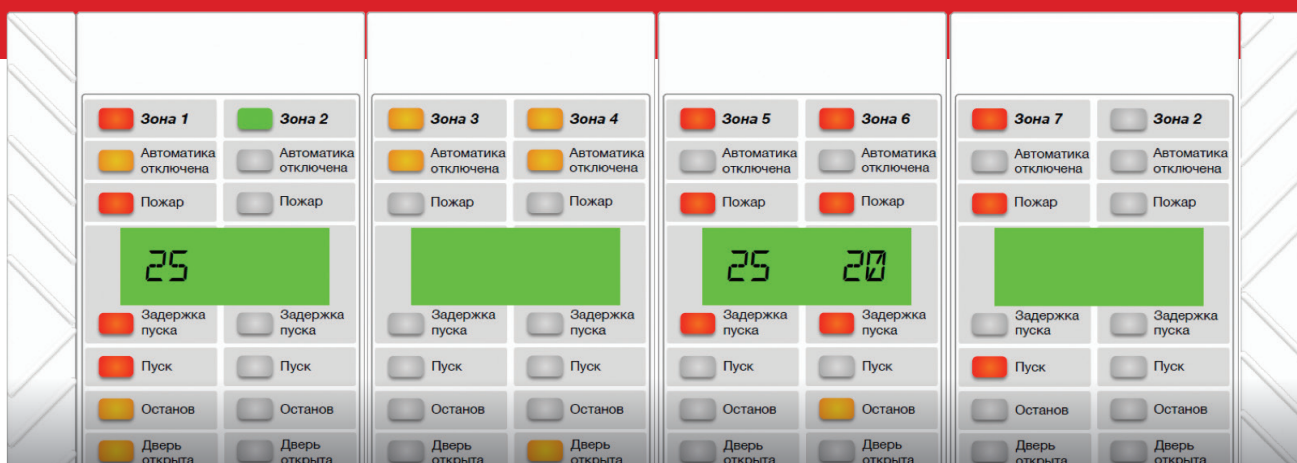 Зона 1 Зона 2 Зона 3 Зона 4 Зона 5 Зона 6 Зона 7 Зона 2
Автоматика Автоматика Автоматика Автоматика Автоматика Автоматика Автоматика Автоматика
отключена отключена отключена отключена отключена отключена отключена отключена
Пожар Пожар Пожар Пожар Пожар Пожар Пожар Пожар
25 25 20
Задержка Задержка Задержка Задержка Задержка Задержка Задержка Задержка
пуска пуска пуска пуска пуска пуска пуска пуска
Пуск Пуск Пуск Пуск Пуск Пуск Пуск Пуск
Останов Останов Останов Останов Останов Останов Останов Останов
Дверь Дверь Дверь Дверь Дверь Дверь Дверь Дверь
открыта открыта открыта открыта открыта открыта открыта открыта